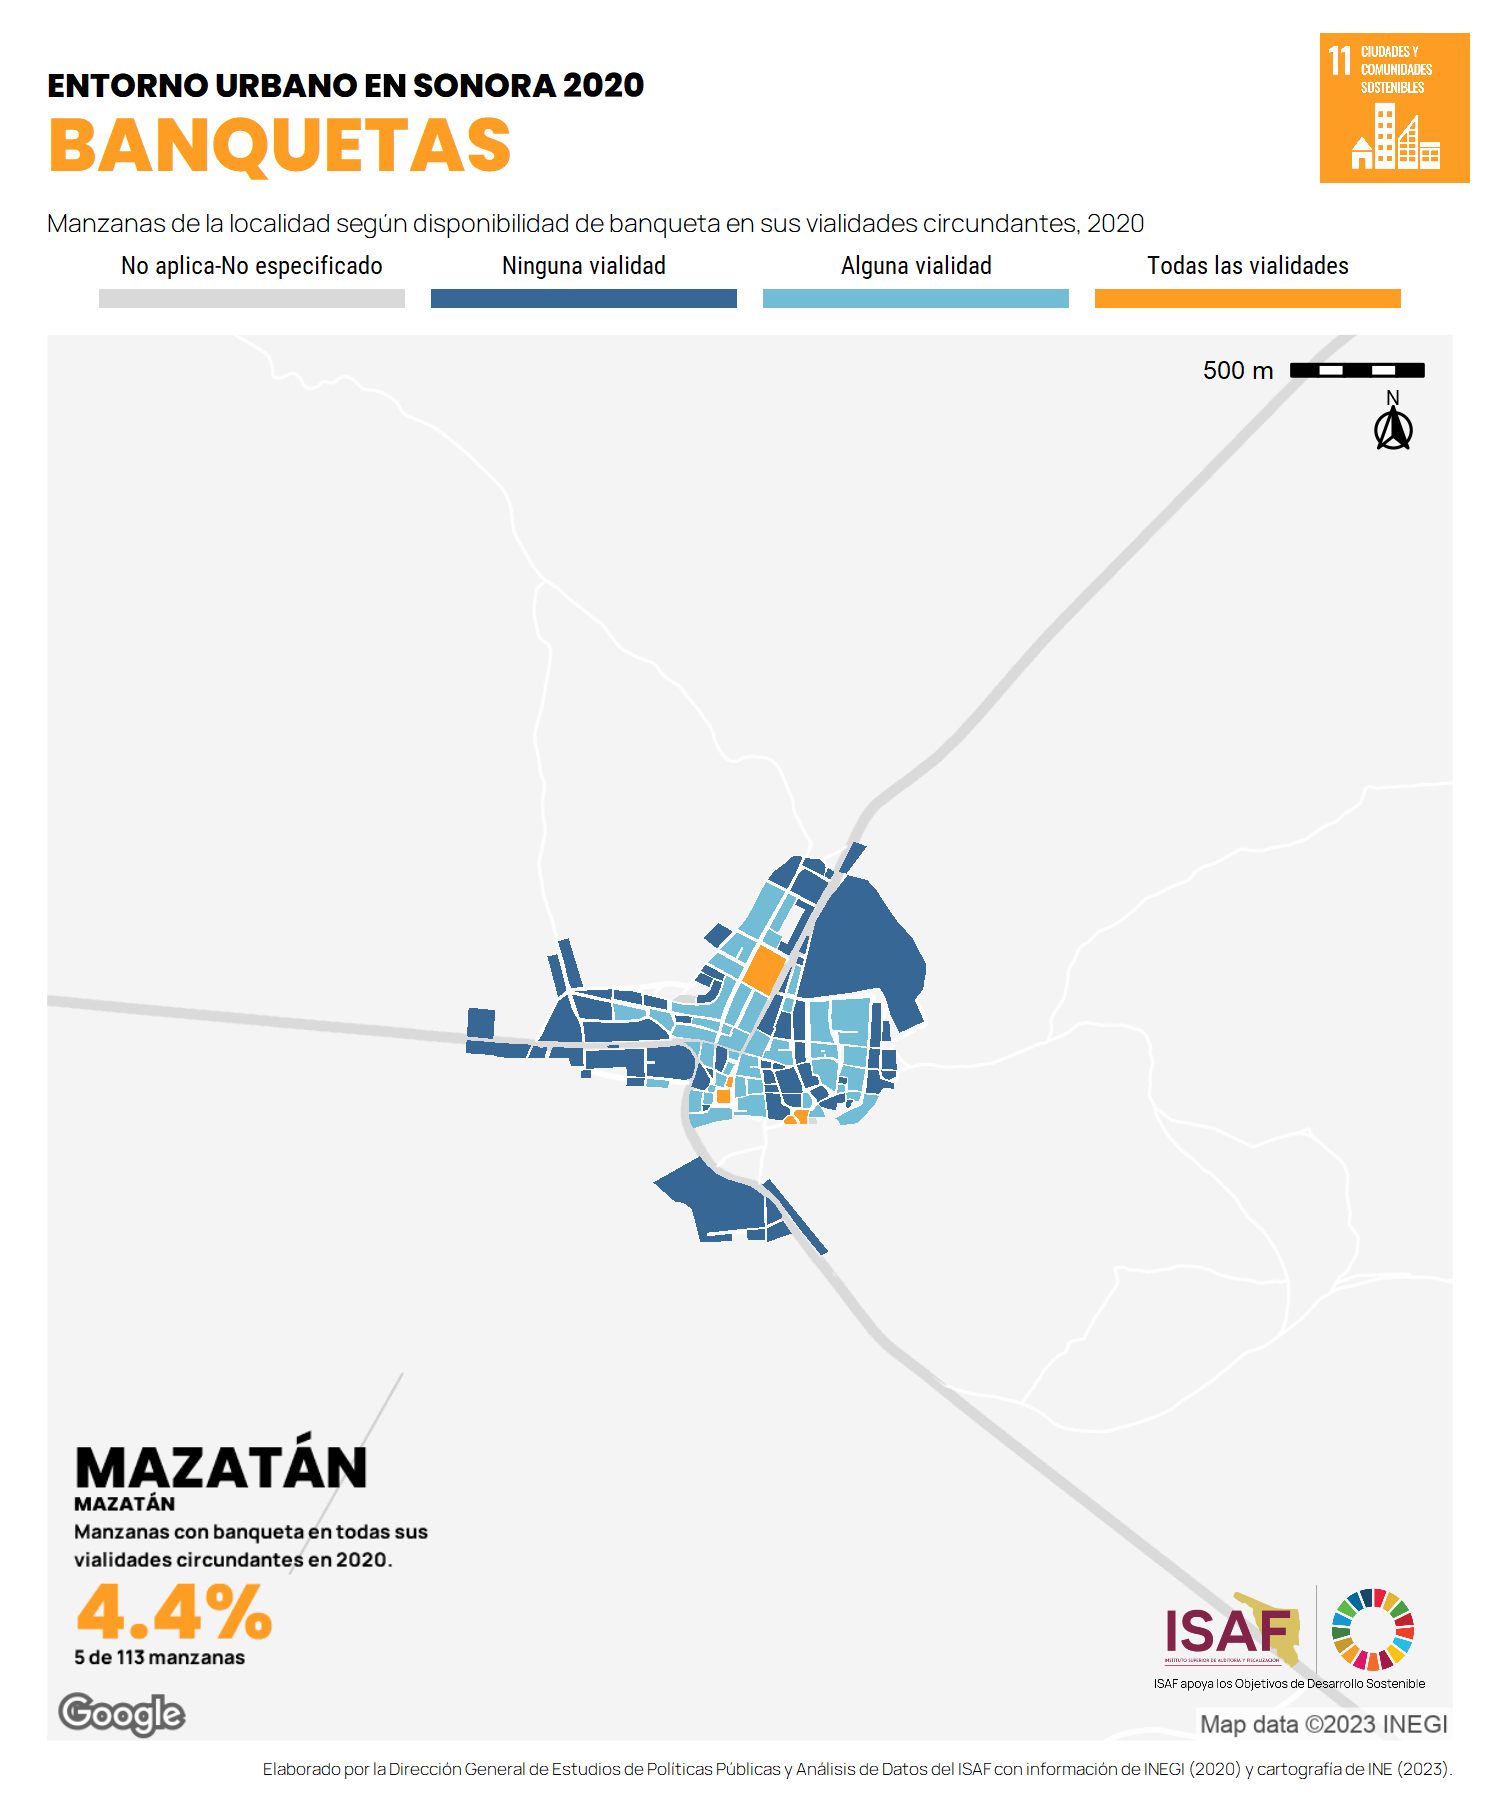 ENTORNO URBANO EN SONORA 2020
BANQUETAS
11 CIUDADES Y
COMUNIDADES
SOSTENIBLES
Manzanas de la localidad según disponibilidad de banqueta en sus vialidades circundantes, 2020
No aplica-No especificado
Ninguna vialidad
Alguna vialidad
Todas las vialidades
500 m
N
MAZATÁN
MAZATÁN
Manzanas con banqueta en todas sus
vialidades circundantes en 2020.
4.4%
5 de 113 manzanas
ISAF
INSTITUTO SUPERIOR DE AUDITORÍA Y FISCALIZACIÓN
ISAF apoya los Objetivos de Desarrollo Sostenible
Google
Map data ©2023 INEGI
Elaborado por la Dirección General de Estudios de Políticas Públicas y Análisis de Datos del ISAF con información de INEGI (2020) y cartografía de INE (2023).